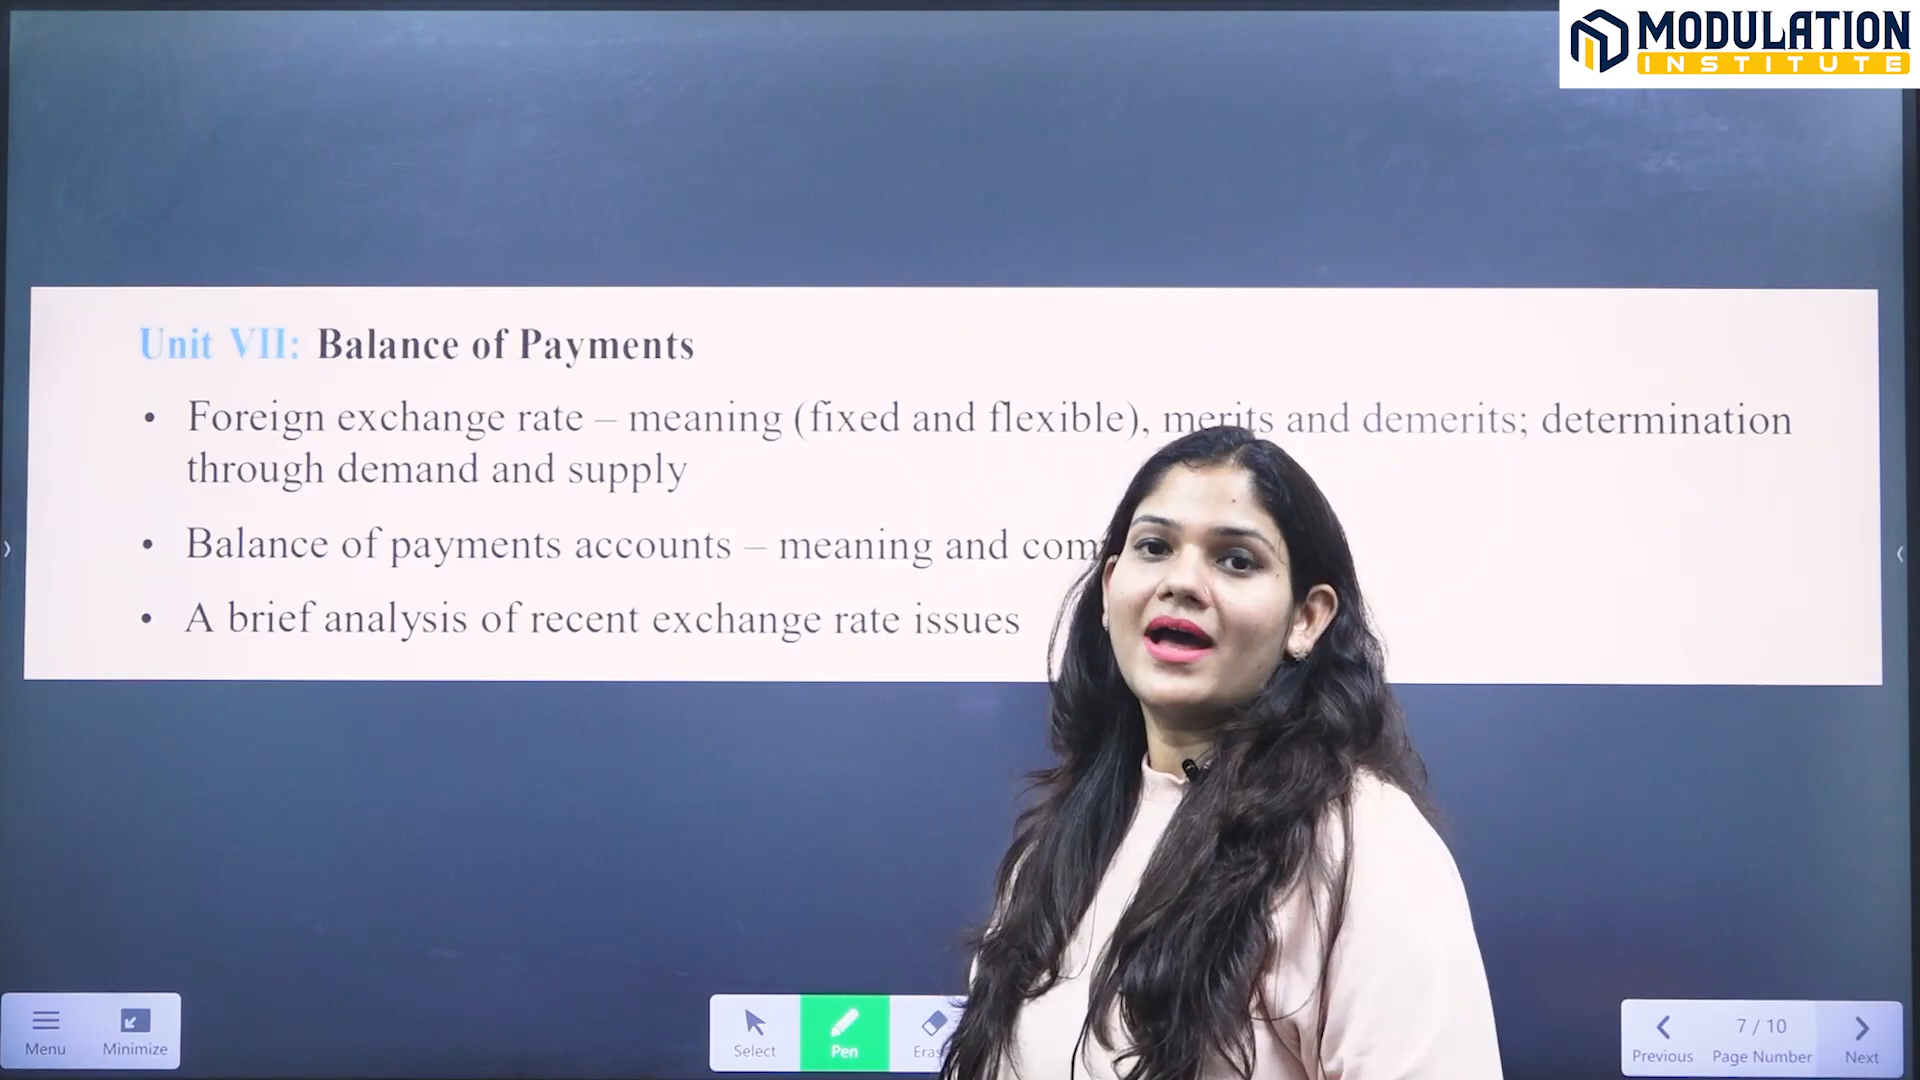 MODULATION
INSTITUTE
Unit VII: Balance of Payments
• Foreign exchange rate – meaning (fixed and flexible), merits and demerits; determination
through demand and supply
• Balance of payments accounts – meaning and com
• A brief analysis of recent exchange rate issues
Menu
Minimize
Select
Pen
Eras
Previous
7 / 10
Page Number
Next